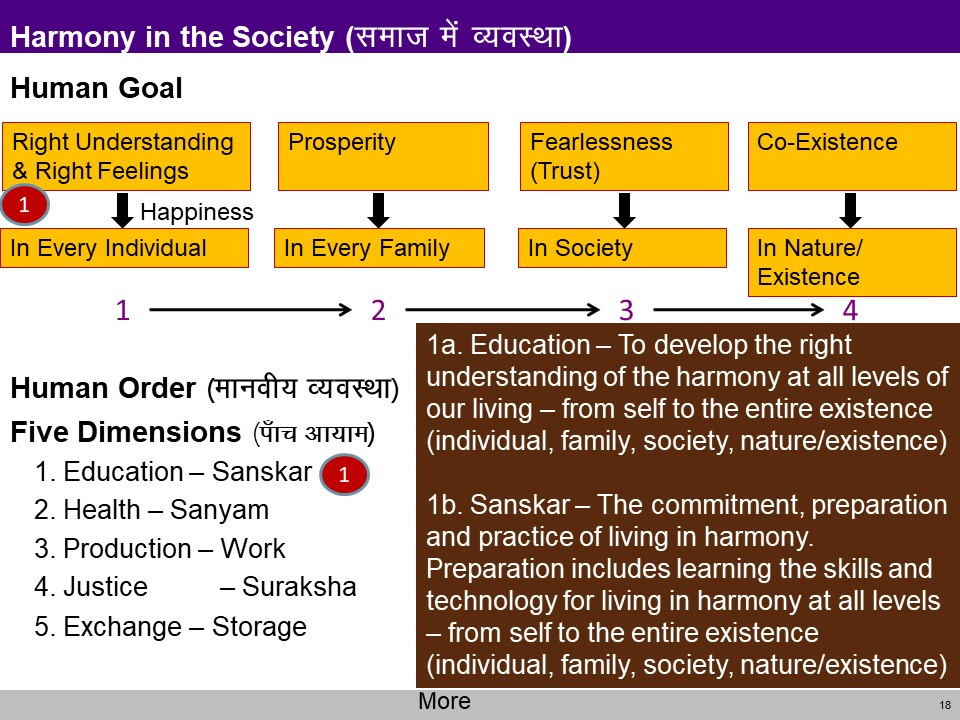 Harmony in the Society (समाज में व्यवस्था)
Human Goal
Right Understanding
& Right Feelings
Prosperity
Fearlessness
(Trust)
Co-Existence
1
Happiness
In Every Individual
In Every Family
In Society
In Nature/
Existence
1
2
3
4
Human Order (मानवीय व्यवस्था)
Five Dimensions (पाँच आयाम)
1. Education – Sanskar
1
2. Health – Sanyam
3. Production – Work
4. Justice – Suraksha
5. Exchange – Storage
1a. Education – To develop the right
understanding of the harmony at all levels of
our living – from self to the entire existence
(individual, family, society, nature/existence)
1b. Sanskar – The commitment, preparation
and practice of living in harmony.
Preparation includes learning the skills and
technology for living in harmony at all levels
– from self to the entire existence
(individual, family, society, nature/existence)
More
18